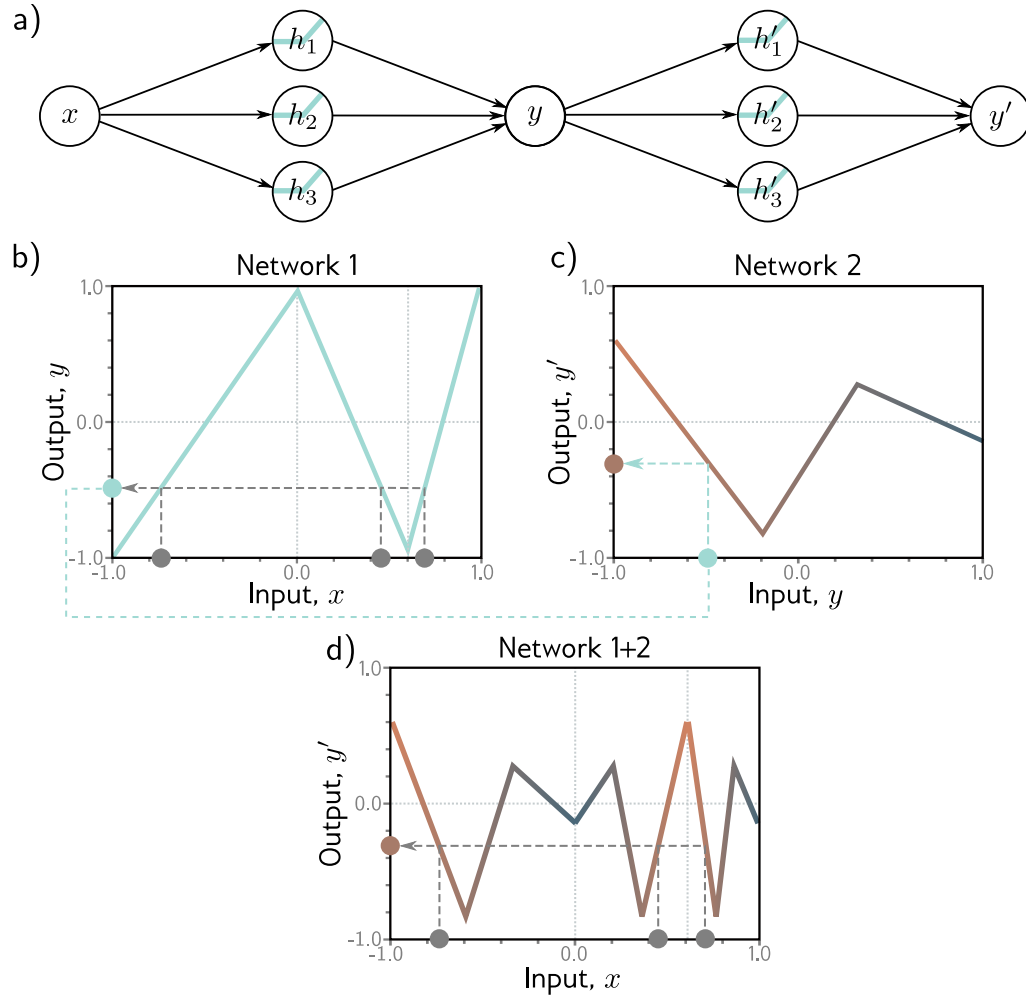 a)
h₁ h′₁
x h₂ y h′₂ y′
h₃ h′₃
b) c)
Network 1 Network 2
1.0 1.0
Output, y Output, y′
0.0 0.0
-1.0 -1.0
-1.0 0.0 1.0 -1.0 0.0 1.0
Input, x Input, y
d) Network 1+2
1.0
Output, y′
0.0
-1.0
-1.0 0.0 1.0
Input, x